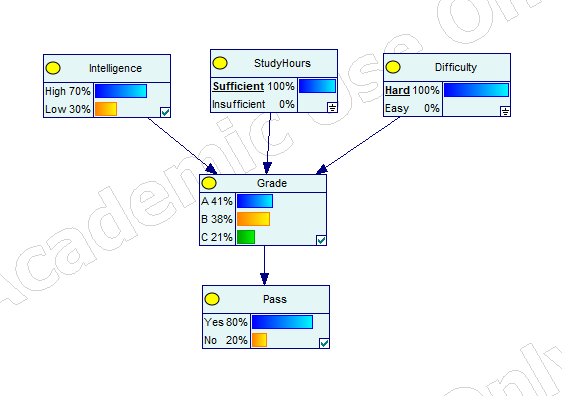 Intelligence
High 70%
Low 30%
StudyHours
Sufficient 100%
Insufficient 0%
Difficulty
Hard 100%
Easy 0%
Grade
A 41%
B 38%
C 21%
Pass
Yes 80%
No 20%
Academic Use Only
Only